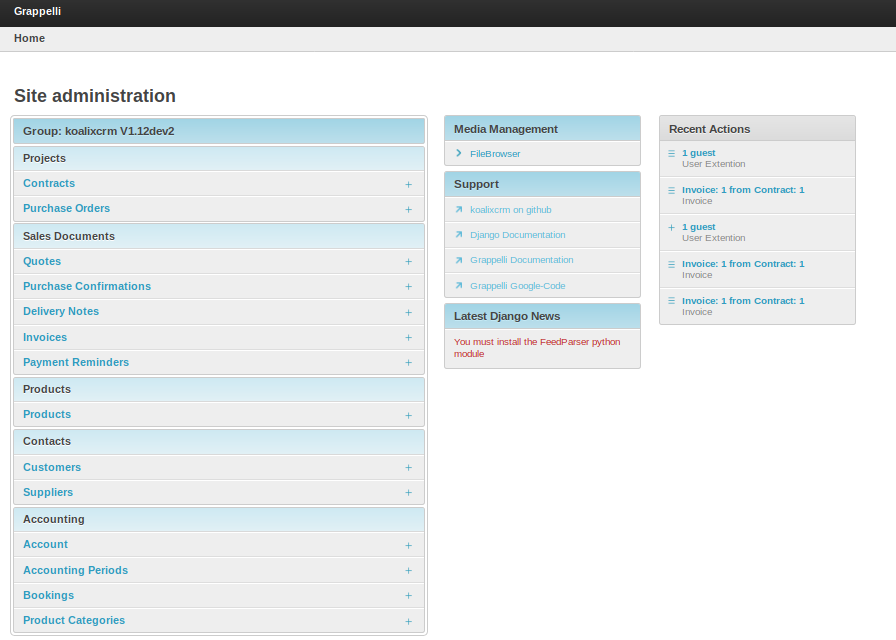 Grappelli
Home
Site administration
Group: koalixcrm V1.12dev2
Projects
Contracts
Purchase Orders
Sales Documents
Quotes
Purchase Confirmations
Delivery Notes
Invoices
Payment Reminders
Products
Products
Contacts
Customers
Suppliers
Accounting
Account
Accounting Periods
Bookings
Product Categories
Media Management
FileBrowser
Support
koalixcrm on github
Django Documentation
Grappelli Documentation
Grappelli Google-Code
Latest Django News
You must install the FeedParser python
module
Recent Actions
1 guest
User Extention
Invoice: 1 from Contract: 1
Invoice
1 guest
User Extention
Invoice: 1 from Contract: 1
Invoice
Invoice: 1 from Contract: 1
Invoice